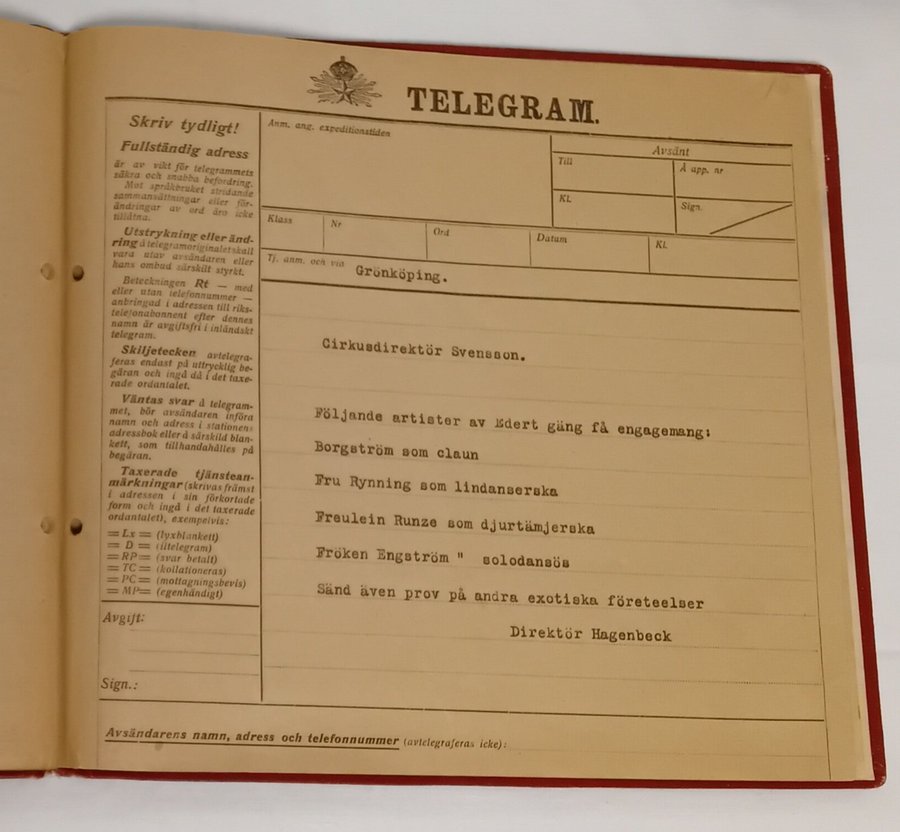 TELEGRAM.
Skriv tydligt!
Fullständig adress
är av vikt för telegrammets
säkra och snabba befordring.
Mot språkbruket stridande
sammansättningar eller för-
ändringar av ord äro icke
tillåtna.
Utstrykning eller änd-
ring å telegramoriginalet skall
vara utav avsändaren eller
hans ombud särskilt styrkt.
Beteckningen Rt — med
eller utan telefonnummer —
anbringad i adressen till riks-
telefonabonnent efter dennes
namn är avgiftsfri i inländskt
telegram.
Skiljetecken avtelegra-
feras endast på uttrycklig be-
gäran och ingå då i det taxe-
rade ordantalet.
Väntas svar å telegram-
met, bör avsändaren införa
namn och adress i stationens
adressbok eller å särskild blan-
kett, som tillhandahålles på
begäran.
Taxerade tjänstean-
märkningar (skrivas främst
i adressen i sin förkortade
form och ingå i det taxerade
ordantalet), exempelvis:
= Lx = (lyxblankett)
= D = (iltelegram)
= RP = (svar betalt)
= TC = (kollationeras)
= PC = (mottagningsbevis)
= MP= (egenhändigt)
Avgift:
Sign.:
Anm. ang. expeditionstiden
Avsänt
Till
Å app. nr
Kl.
Sign.
Klass
Nr
Ord
Datum
Kl.
Tj. anm. och via
Grönköping.
Cirkusdirektör Svensson.
Följande artister av Edert gäng få engagemang:
Borgström som claun
Fru Rynning som lindanserska
Freulein Runze som djurtämjerska
Fröken Engström " solodansös
Sänd även prov på andra exotiska företeelser
Direktör Hagenbeck
Avsändarens namn, adress och telefonnummer (avtelegraferas icke):